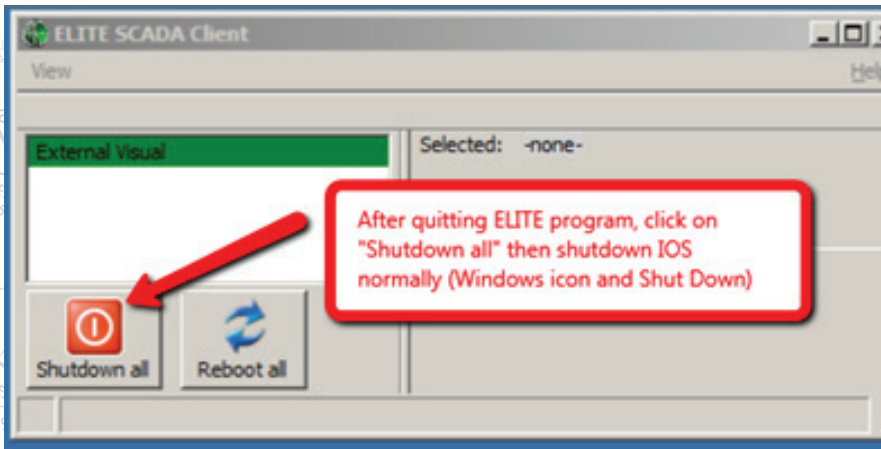 ELITE SCADA Client
View
External Visual
Selected: -none-
After quitting ELITE program, click on
"Shutdown all" then shutdown IOS
normally (Windows icon and Shut Down)
Shutdown all
Reboot all